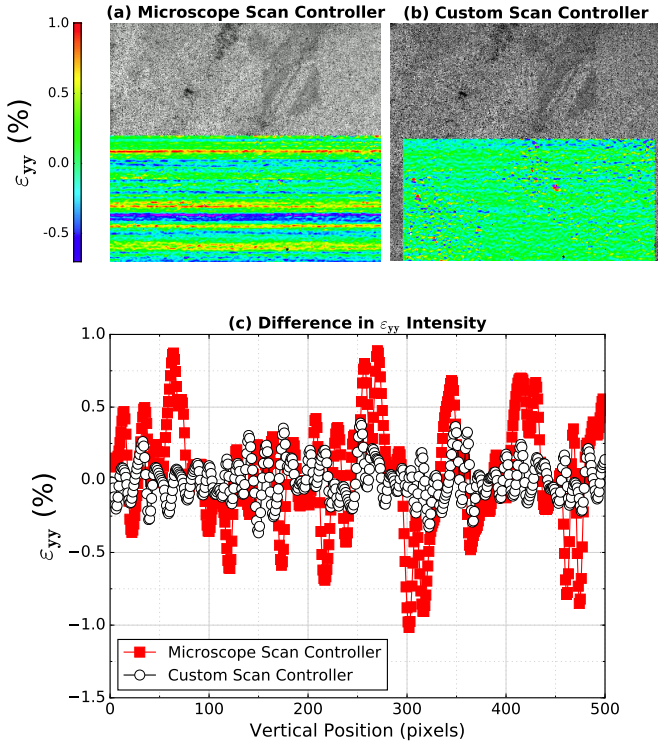 (a) Microscope Scan Controller
(b) Custom Scan Controller
1.0
0.5
0.0
-0.5
εyy (%)
(c) Difference in εyy Intensity
1.0
0.5
0.0
−0.5
−1.0
−1.5
εyy (%)
Microscope Scan Controller
Custom Scan Controller
0 100 200 300 400 500
Vertical Position (pixels)